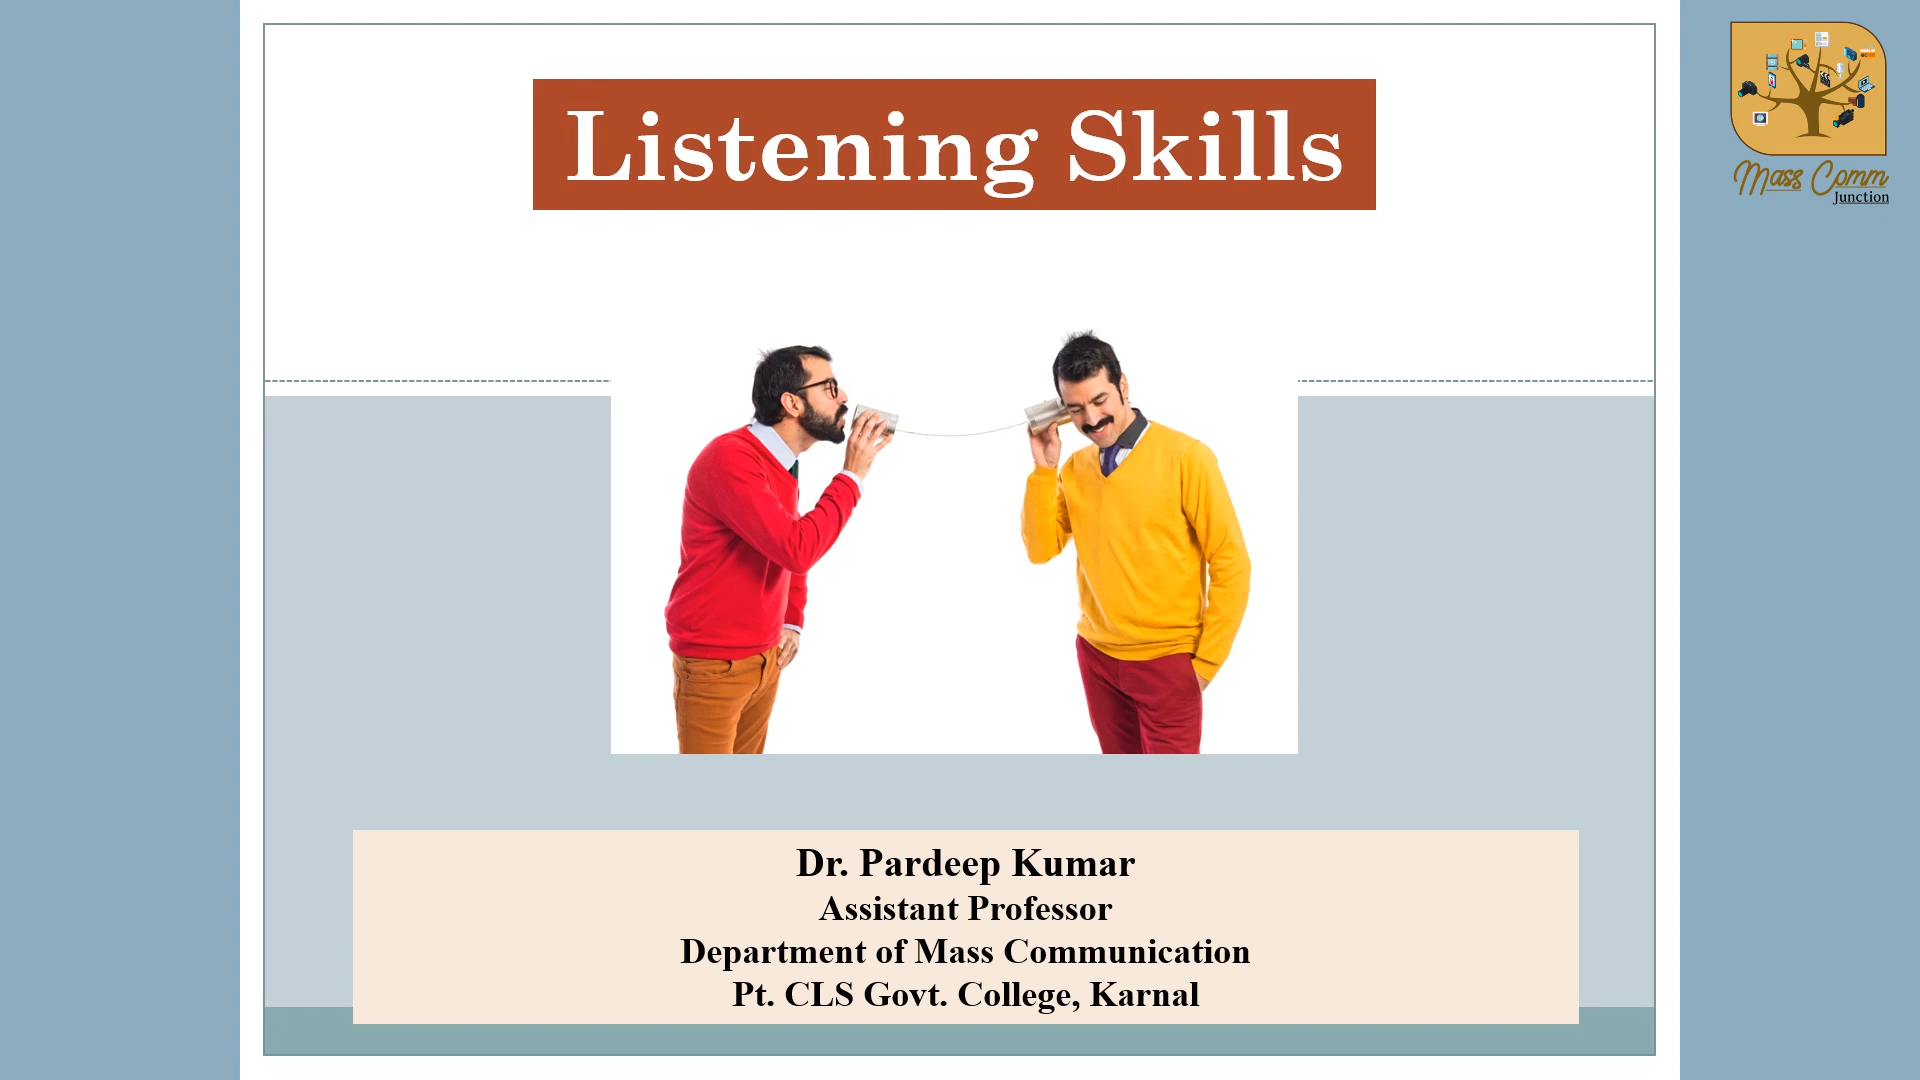 Listening Skills
Mass Comm
Junction
Dr. Pardeep Kumar
Assistant Professor
Department of Mass Communication
Pt. CLS Govt. College, Karnal